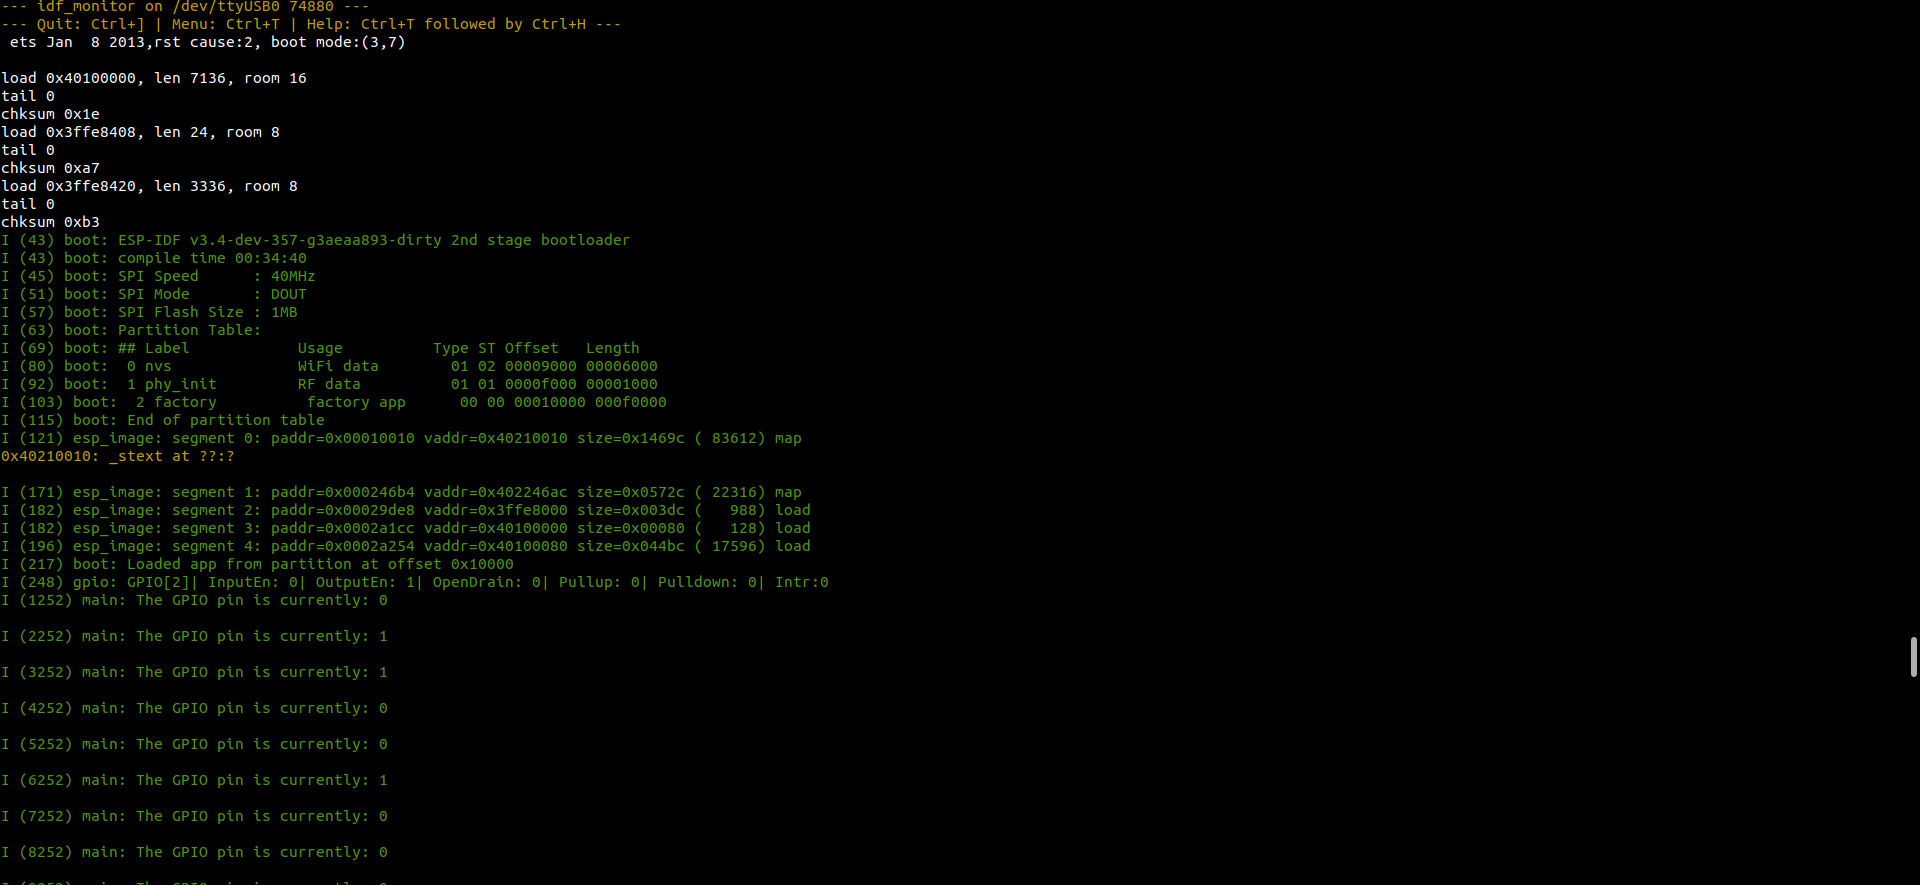 --- idf_monitor on /dev/ttyUSB0 74880 ---
--- Quit: Ctrl+] | Menu: Ctrl+T | Help: Ctrl+T followed by Ctrl+H ---
 ets Jan  8 2013,rst cause:2, boot mode:(3,7)

load 0x40100000, len 7136, room 16
tail 0
chksum 0x1e
load 0x3ffe8408, len 24, room 8
tail 0
chksum 0xa7
load 0x3ffe8420, len 3336, room 8
tail 0
chksum 0xb3
I (43) boot: ESP-IDF v3.4-dev-357-g3aeaa893-dirty 2nd stage bootloader
I (43) boot: compile time 00:34:40
I (45) boot: SPI Speed      : 40MHz
I (51) boot: SPI Mode       : DOUT
I (57) boot: SPI Flash Size : 1MB
I (63) boot: Partition Table:
I (69) boot: ## Label            Usage          Type ST Offset   Length
I (80) boot:  0 nvs              WiFi data        01 02 00009000 00006000
I (92) boot:  1 phy_init         RF data          01 01 0000f000 00001000
I (103) boot:  2 factory          factory app      00 00 00010000 000f0000
I (115) boot: End of partition table
I (121) esp_image: segment 0: paddr=0x00010010 vaddr=0x40210010 size=0x1469c ( 83612) map
0x40210010: _stext at ??:?

I (171) esp_image: segment 1: paddr=0x000246b4 vaddr=0x402246ac size=0x0572c ( 22316) map
I (182) esp_image: segment 2: paddr=0x00029de8 vaddr=0x3ffe8000 size=0x003dc (   988) load
I (182) esp_image: segment 3: paddr=0x0002a1cc vaddr=0x40100000 size=0x00080 (   128) load
I (196) esp_image: segment 4: paddr=0x0002a254 vaddr=0x40100080 size=0x044bc ( 17596) load
I (217) boot: Loaded app from partition at offset 0x10000
I (248) gpio: GPIO[2]| InputEn: 0| OutputEn: 1| OpenDrain: 0| Pullup: 0| Pulldown: 0| Intr:0
I (1252) main: The GPIO pin is currently: 0

I (2252) main: The GPIO pin is currently: 1

I (3252) main: The GPIO pin is currently: 1

I (4252) main: The GPIO pin is currently: 0

I (5252) main: The GPIO pin is currently: 0

I (6252) main: The GPIO pin is currently: 1

I (7252) main: The GPIO pin is currently: 0

I (8252) main: The GPIO pin is currently: 0